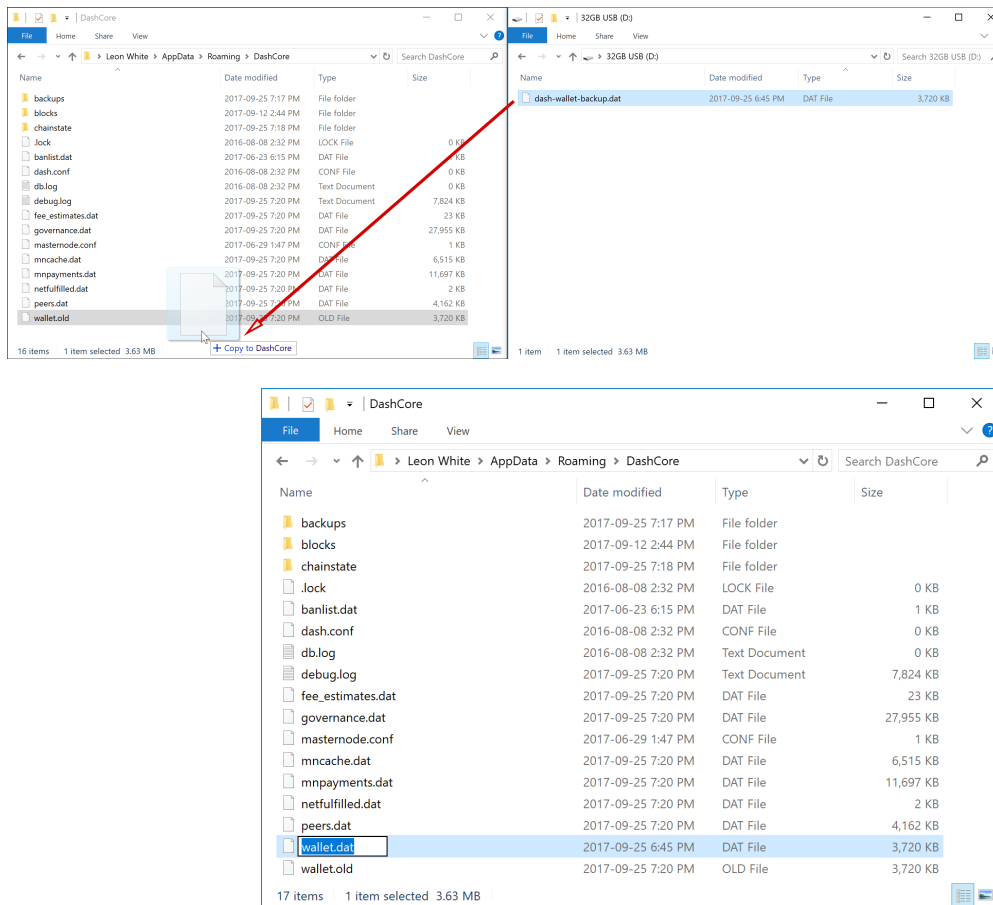 DashCore
File Home Share View
Leon White > AppData > Roaming > DashCore Search DashCore
Name Date modified Type Size
backups 2017-09-25 7:17 PM File folder
blocks 2017-09-12 2:44 PM File folder
chainstate 2017-09-25 7:18 PM File folder
.lock 2016-08-08 2:32 PM LOCK File 0 KB
banlist.dat 2017-06-23 6:15 PM DAT File KB
dash.conf 2016-08-08 2:32 PM CONF File 0 KB
db.log 2016-08-08 2:32 PM Text Document 0 KB
debug.log 2017-09-25 7:20 PM Text Document 7,824 KB
fee_estimates.dat 2017-09-25 7:20 PM DAT File 23 KB
governance.dat 2017-09-25 7:20 PM DAT File 27,955 KB
masternode.conf 2017-06-29 1:47 PM CONF File 1 KB
mncache.dat 2017-09-25 7:20 PM DAT File 6,515 KB
mnpayments.dat 2017-09-25 7:20 PM DAT File 11,697 KB
netfulfilled.dat 2017-09-25 7:20 PM DAT File 2 KB
peers.dat 2017-09-25 7:20 PM DAT File 4,162 KB
wallet.old 2017-09-25 7:20 PM OLD File 3,720 KB
+ Copy to DashCore
16 items 1 item selected 3.63 MB
32GB USB (D:)
File Home Share View
> 32GB USB (D:) Search 32GB USB (D:)
Name Date modified Type Size
dash-wallet-backup.dat 2017-09-25 6:45 PM DAT File 3,720 KB
1 item 1 item selected 3.63 MB
DashCore
File Home Share View
> Leon White > AppData > Roaming > DashCore Search DashCore
Name Date modified Type Size
backups 2017-09-25 7:17 PM File folder
blocks 2017-09-12 2:44 PM File folder
chainstate 2017-09-25 7:18 PM File folder
.lock 2016-08-08 2:32 PM LOCK File 0 KB
banlist.dat 2017-06-23 6:15 PM DAT File 1 KB
dash.conf 2016-08-08 2:32 PM CONF File 0 KB
db.log 2016-08-08 2:32 PM Text Document 0 KB
debug.log 2017-09-25 7:20 PM Text Document 7,824 KB
fee_estimates.dat 2017-09-25 7:20 PM DAT File 23 KB
governance.dat 2017-09-25 7:20 PM DAT File 27,955 KB
masternode.conf 2017-06-29 1:47 PM CONF File 1 KB
mncache.dat 2017-09-25 7:20 PM DAT File 6,515 KB
mnpayments.dat 2017-09-25 7:20 PM DAT File 11,697 KB
netfulfilled.dat 2017-09-25 7:20 PM DAT File 2 KB
peers.dat 2017-09-25 7:20 PM DAT File 4,162 KB
wallet.dat 2017-09-25 6:45 PM DAT File 3,720 KB
wallet.old 2017-09-25 7:20 PM OLD File 3,720 KB
17 items 1 item selected 3.63 MB